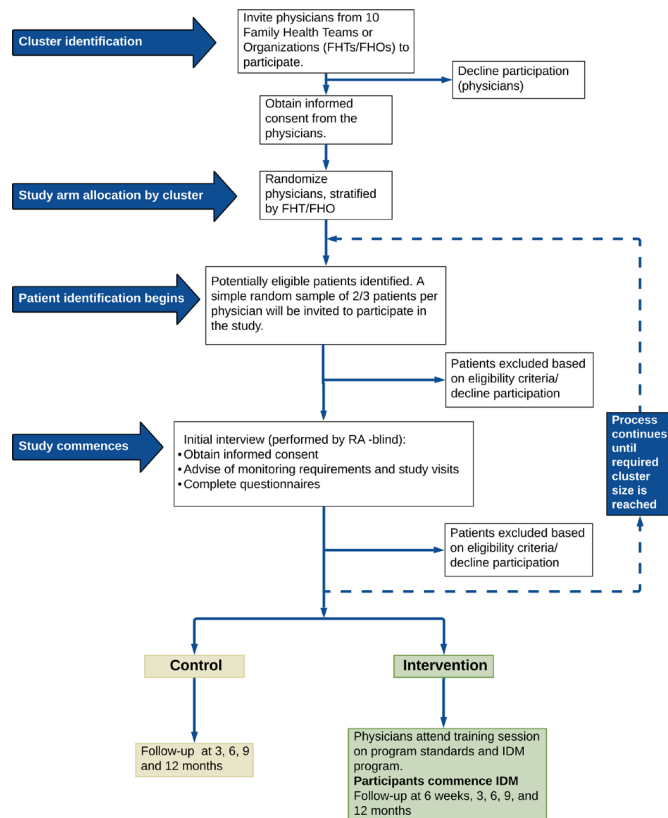 Cluster identification
Invite physicians from 10
Family Health Teams or
Organizations (FHTs/FHOs) to
participate.
Decline participation
(physicians)
Obtain informed
consent from the
physicians.
Study arm allocation by cluster
Randomize
physicians, stratified
by FHT/FHO
Patient identification begins
Potentially eligible patients identified. A
simple random sample of 2/3 patients per
physician will be invited to participate in
the study.
Patients excluded based
on eligibility criteria/
decline participation
Study commences
Initial interview (performed by RA -blind):
• Obtain informed consent
• Advise of monitoring requirements and study visits
• Complete questionnaires
Process
continues
until
required
cluster
size is
reached
Patients excluded based
on eligibility criteria/
decline participation
Control
Intervention
Follow-up at 3, 6, 9
and 12 months
Physicians attend training session
on program standards and IDM
program.
Participants commence IDM
Follow-up at 6 weeks, 3, 6, 9, and
12 months